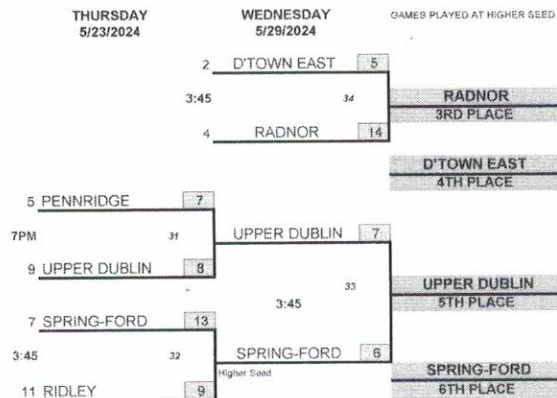 THURSDAY
5/23/2024
WEDNESDAY
5/29/2024
GAMES PLAYED AT HIGHER SEED
2 D'TOWN EAST 5
3:45 34
RADNOR
3RD PLACE
4 RADNOR 14
D'TOWN EAST
4TH PLACE
5 PENNRIDGE 7
7PM 31
UPPER DUBLIN 7
9 UPPER DUBLIN 8
33
UPPER DUBLIN
5TH PLACE
3:45
7 SPRING-FORD 13
3:45 32
SPRING-FORD 6
Higher Seed
SPRING-FORD
6TH PLACE
11 RIDLEY 9